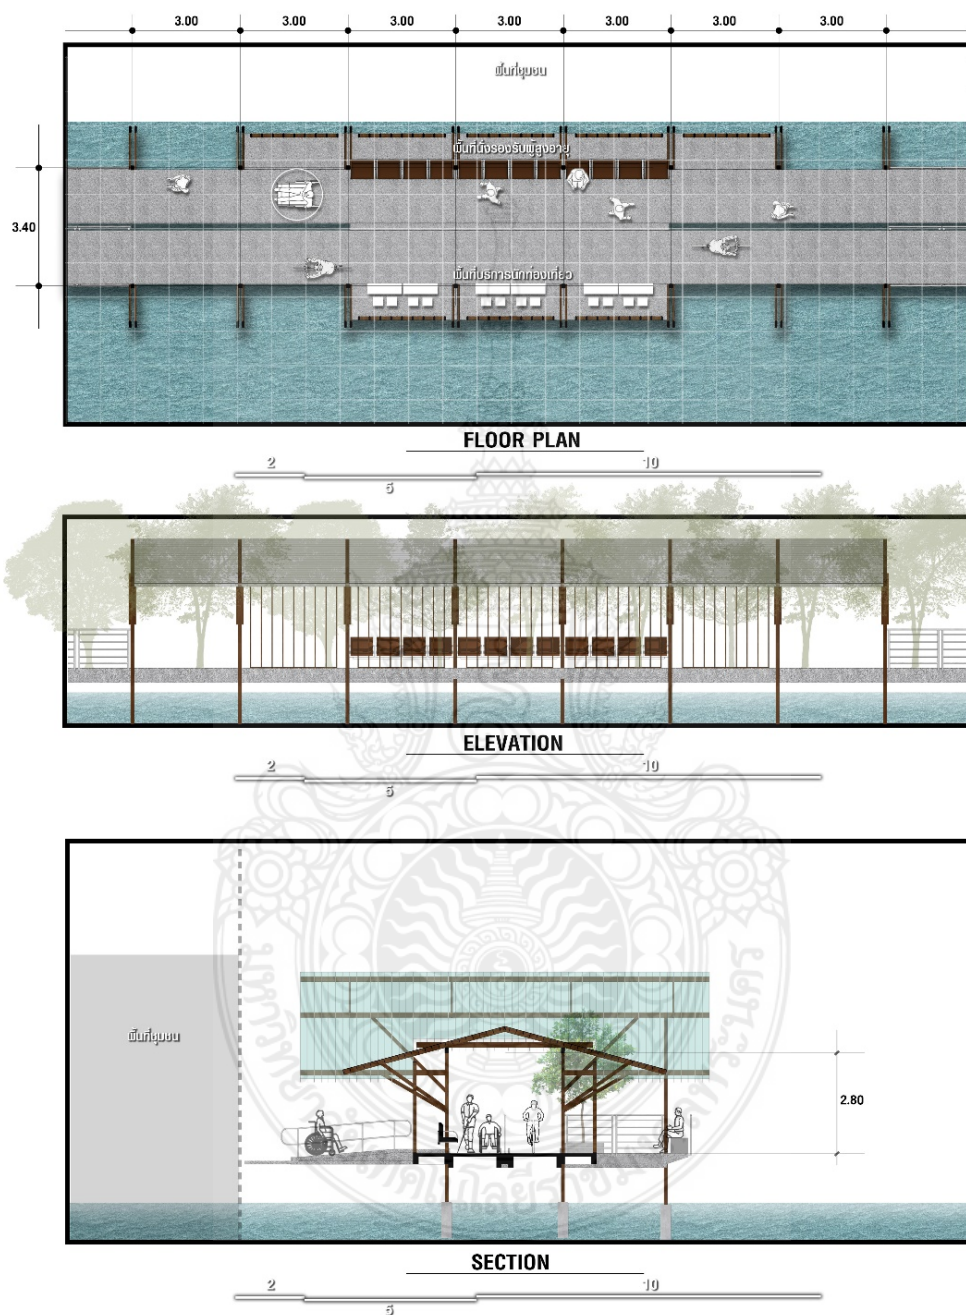 3.00 3.00 3.00 3.00 3.00 3.00 3.00
พื้นที่ชุมชน
พื้นที่นั่งรองรับผู้สูงอายุ
3.40
พื้นที่บริการนักท่องเที่ยว
FLOOR PLAN
2 10
5
ELEVATION
2 10
5
พื้นที่ชุมชน
2.80
SECTION
2 10
5